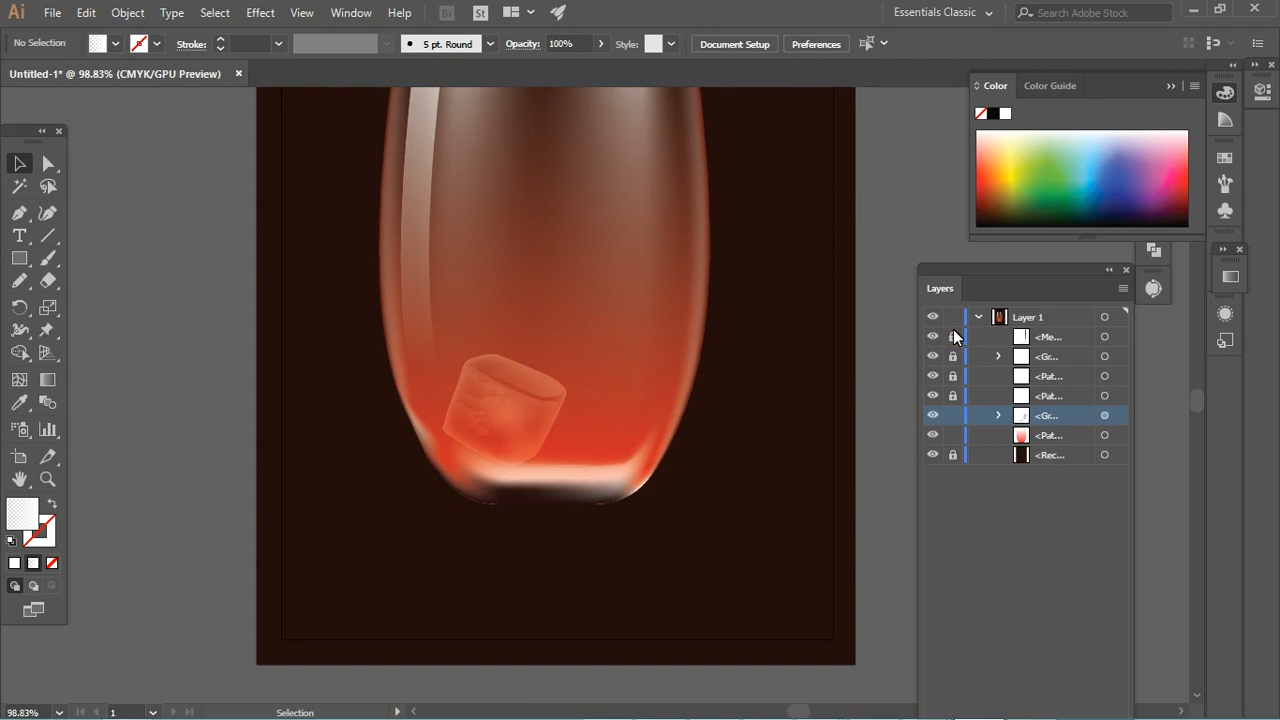 Ai File Edit Object Type Select Effect View Window Help Br St Essentials Classic Search Adobe Stock
No Selection Stroke: 5 pt. Round Opacity: 100% Style: Document Setup Preferences
Untitled-1* @ 98.83% (CMYK/GPU Preview)
Color Color Guide
T
Layers
Layer 1
<Me...
<Gr...
<Pat...
<Pat...
<Gr...
<Pat...
<Rec...
98.83% 1 Selection